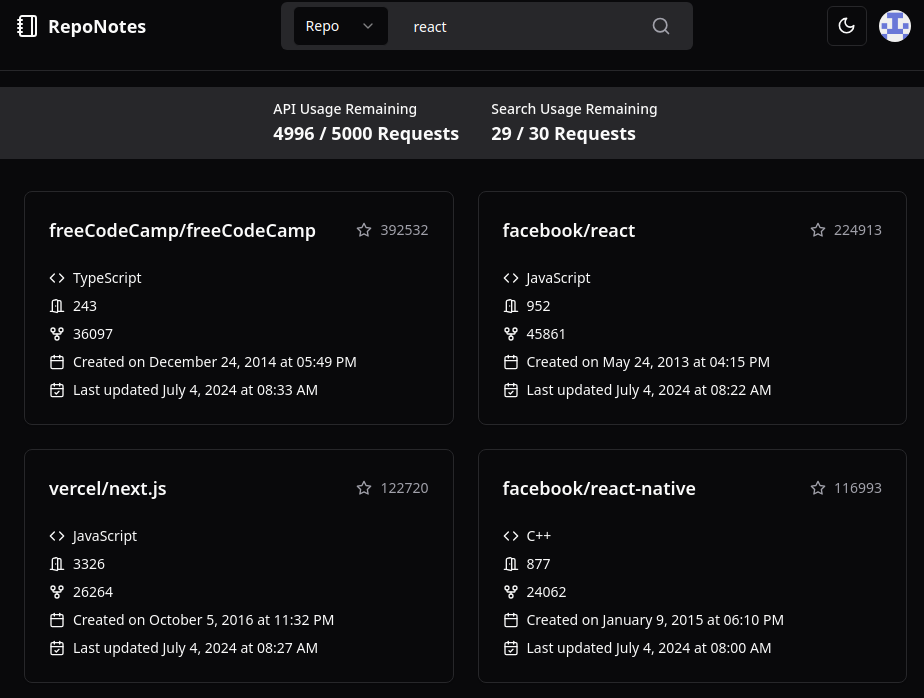 RepoNotes
Repo
react
API Usage Remaining
4996 / 5000 Requests
Search Usage Remaining
29 / 30 Requests
freeCodeCamp/freeCodeCamp
392532
TypeScript
243
36097
Created on December 24, 2014 at 05:49 PM
Last updated July 4, 2024 at 08:33 AM
facebook/react
224913
JavaScript
952
45861
Created on May 24, 2013 at 04:15 PM
Last updated July 4, 2024 at 08:22 AM
vercel/next.js
122720
JavaScript
3326
26264
Created on October 5, 2016 at 11:32 PM
Last updated July 4, 2024 at 08:27 AM
facebook/react-native
116993
C++
877
24062
Created on January 9, 2015 at 06:10 PM
Last updated July 4, 2024 at 08:00 AM